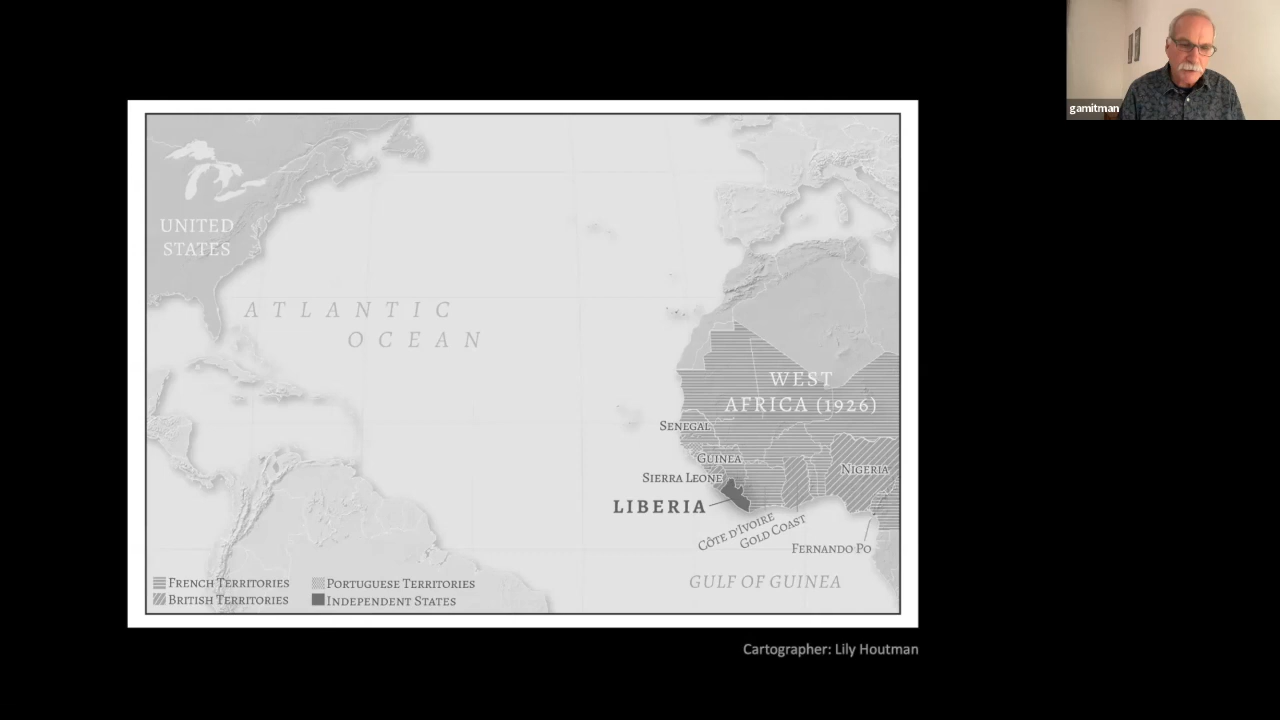 gamitman
UNITED
STATES
ATLANTIC
OCEAN
WEST
AFRICA (1926)
SENEGAL
GUINEA
NIGERIA
SIERRA LEONE
LIBERIA
CÔTE D'IVOIRE
GOLD COAST
FERNANDO PO
GULF OF GUINEA
FRENCH TERRITORIES
PORTUGUESE TERRITORIES
BRITISH TERRITORIES
INDEPENDENT STATES
Cartographer: Lily Houtman